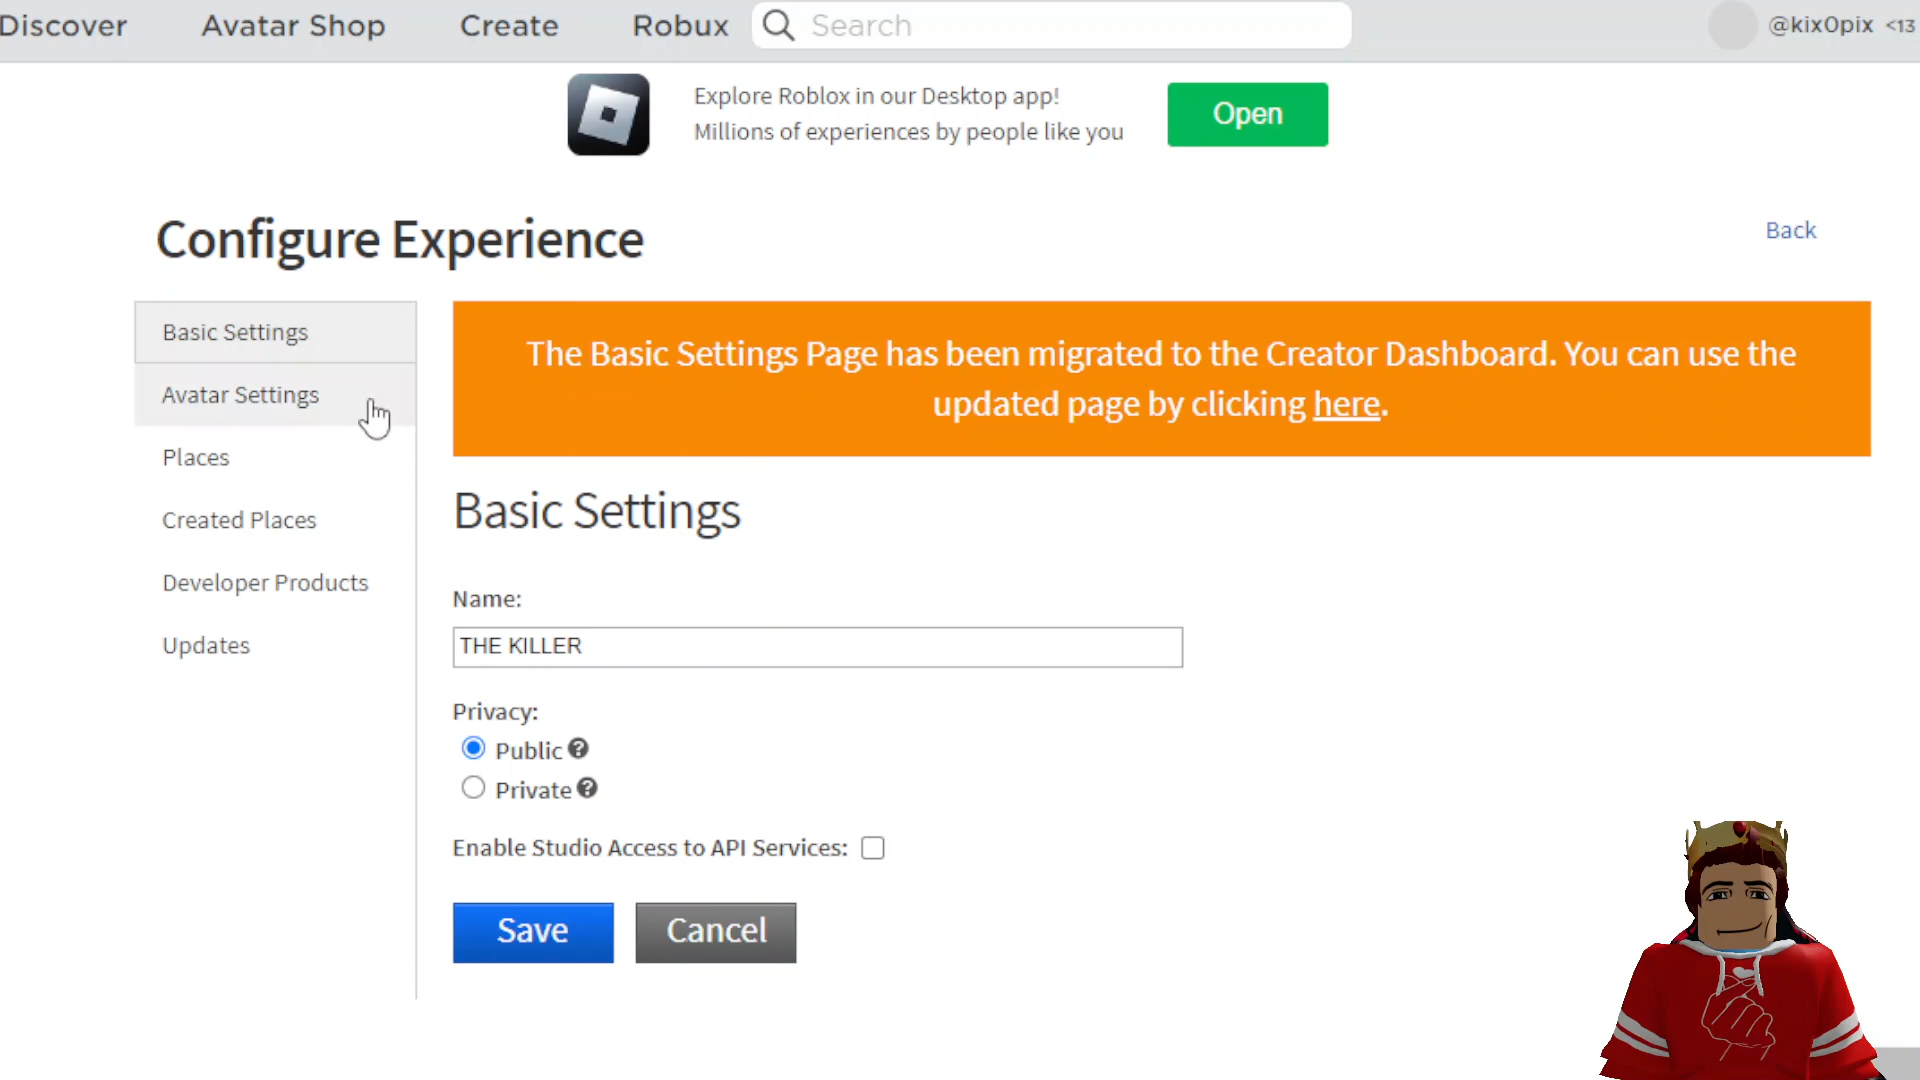 Discover Avatar Shop Create Robux Search @kix0pix <13
Explore Roblox in our Desktop app!
Millions of experiences by people like you
Open
Configure Experience
Back
Basic Settings
Avatar Settings
Places
Created Places
Developer Products
Updates
The Basic Settings Page has been migrated to the Creator Dashboard. You can use the
updated page by clicking here.
Basic Settings
Name:
THE KILLER
Privacy:
Public
Private
Enable Studio Access to API Services:
Save Cancel